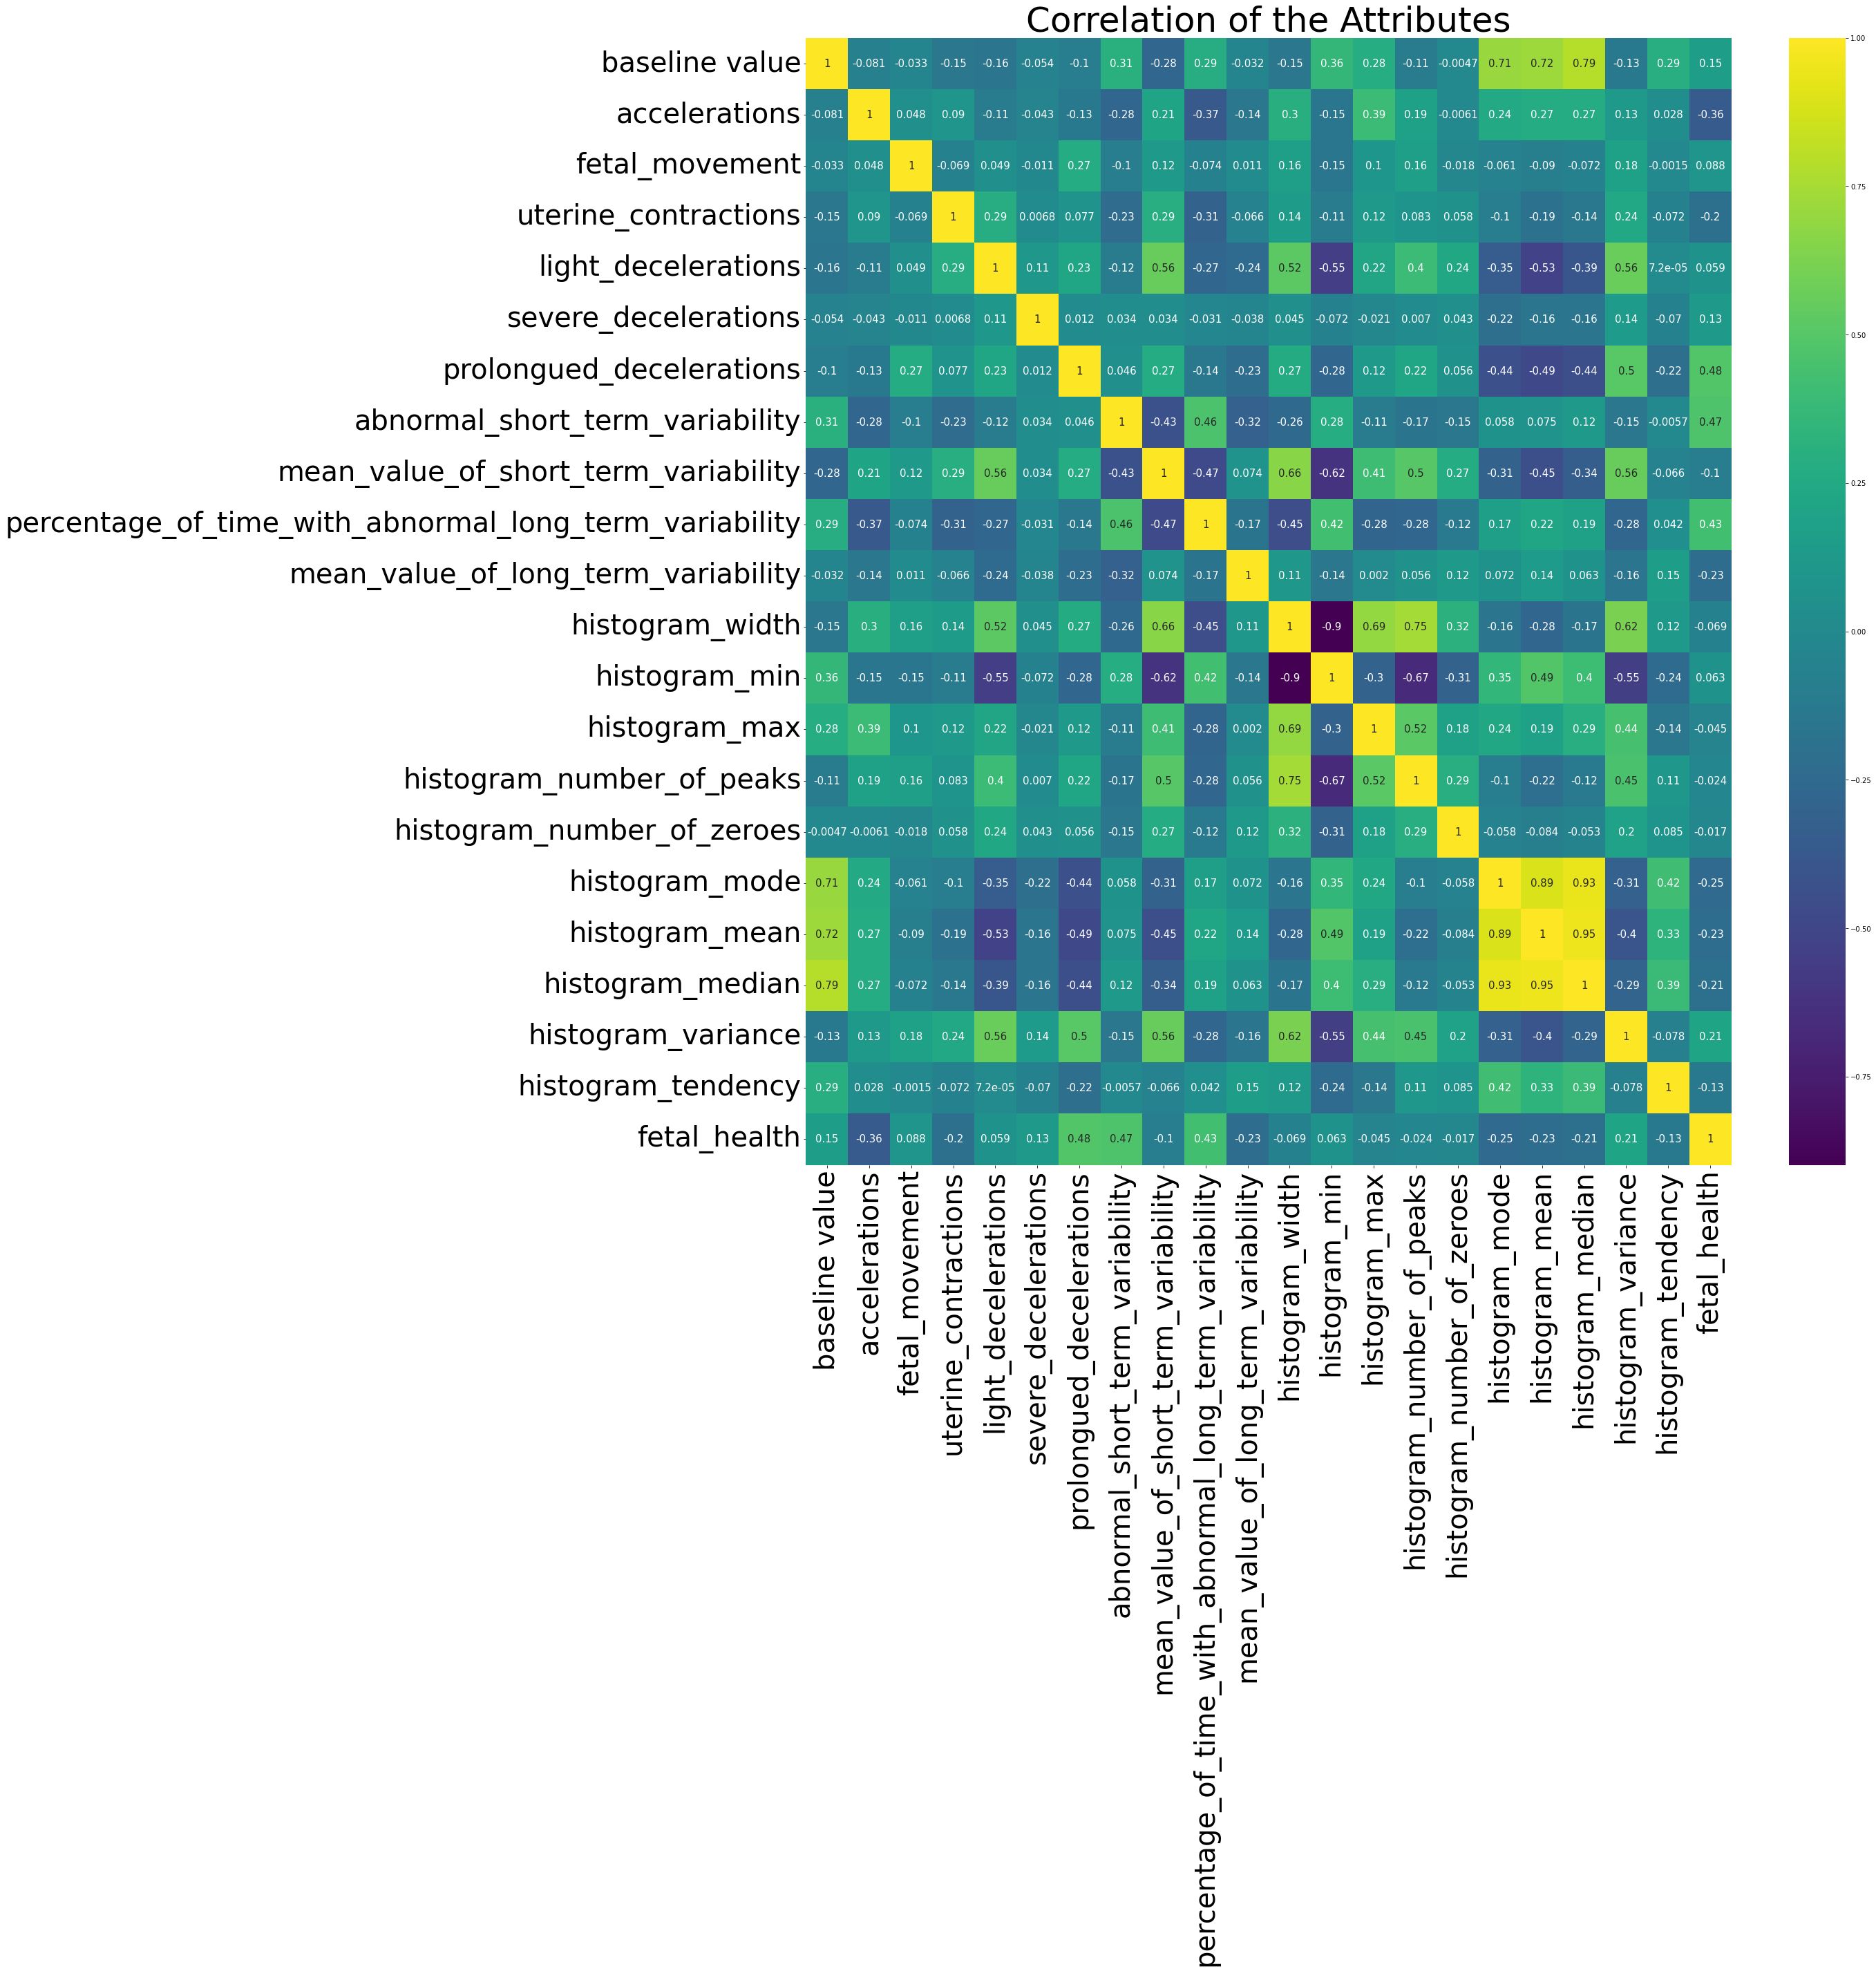 Correlation of the Attributes
baseline value 1 -0.081 -0.033 -0.15 -0.16 -0.054 -0.1 0.31 -0.28 0.29 -0.032 -0.15 0.36 0.28 -0.11 -0.0047 0.71 0.72 0.79 -0.13 0.29 0.15
accelerations -0.081 1 0.048 0.09 -0.11 -0.043 -0.13 -0.28 0.21 -0.37 -0.14 0.3 -0.15 0.39 0.19 -0.0061 0.24 0.27 0.27 0.13 0.028 -0.36
fetal_movement -0.033 0.048 1 -0.069 0.049 -0.011 0.27 -0.1 0.12 -0.074 0.011 0.16 -0.15 0.1 0.16 -0.018 -0.061 -0.09 -0.072 0.18 -0.0015 0.088
uterine_contractions -0.15 0.09 -0.069 1 0.29 0.0068 0.077 -0.23 0.29 -0.31 -0.066 0.14 -0.11 0.12 0.083 0.058 -0.1 -0.19 -0.14 0.24 -0.072 -0.2
light_decelerations -0.16 -0.11 0.049 0.29 1 0.11 0.23 -0.12 0.56 -0.27 -0.24 0.52 -0.55 0.22 0.4 0.24 -0.35 -0.53 -0.39 0.56 7.2e-05 0.059
severe_decelerations -0.054 -0.043 -0.011 0.0068 0.11 1 0.012 0.034 0.034 -0.031 -0.038 0.045 -0.072 -0.021 0.007 0.043 -0.22 -0.16 -0.16 0.14 -0.07 0.13
prolongued_decelerations -0.1 -0.13 0.27 0.077 0.23 0.012 1 0.046 0.27 -0.14 -0.23 0.27 -0.28 0.12 0.22 0.056 -0.44 -0.49 -0.44 0.5 -0.22 0.48
abnormal_short_term_variability 0.31 -0.28 -0.1 -0.23 -0.12 0.034 0.046 1 -0.43 0.46 -0.32 -0.26 0.28 -0.11 -0.17 -0.15 0.058 0.075 0.12 -0.15 -0.0057 0.47
mean_value_of_short_term_variability -0.28 0.21 0.12 0.29 0.56 0.034 0.27 -0.43 1 -0.47 0.074 0.66 -0.62 0.41 0.5 0.27 -0.31 -0.45 -0.34 0.56 -0.066 -0.1
percentage_of_time_with_abnormal_long_term_variability 0.29 -0.37 -0.074 -0.31 -0.27 -0.031 -0.14 0.46 -0.47 1 -0.17 -0.45 0.42 -0.28 -0.28 -0.12 0.17 0.22 0.19 -0.28 0.042 0.43
mean_value_of_long_term_variability -0.032 -0.14 0.011 -0.066 -0.24 -0.038 -0.23 -0.32 0.074 -0.17 1 0.11 -0.14 0.002 0.056 0.12 0.072 0.14 0.063 -0.16 0.15 -0.23
histogram_width -0.15 0.3 0.16 0.14 0.52 0.045 0.27 -0.26 0.66 -0.45 0.11 1 -0.9 0.69 0.75 0.32 -0.16 -0.28 -0.17 0.62 0.12 -0.069
histogram_min 0.36 -0.15 -0.15 -0.11 -0.55 -0.072 -0.28 0.28 -0.62 0.42 -0.14 -0.9 1 -0.3 -0.67 -0.31 0.35 0.49 0.4 -0.55 -0.24 0.063
histogram_max 0.28 0.39 0.1 0.12 0.22 -0.021 0.12 -0.11 0.41 -0.28 0.002 0.69 -0.3 1 0.52 0.18 0.24 0.19 0.29 0.44 -0.14 -0.045
histogram_number_of_peaks -0.11 0.19 0.16 0.083 0.4 0.007 0.22 -0.17 0.5 -0.28 0.056 0.75 -0.67 0.52 1 0.29 -0.1 -0.22 -0.12 0.45 0.11 -0.024
histogram_number_of_zeroes -0.0047 -0.0061 -0.018 0.058 0.24 0.043 0.056 -0.15 0.27 -0.12 0.12 0.32 -0.31 0.18 0.29 1 -0.058 -0.084 -0.053 0.2 0.085 -0.017
histogram_mode 0.71 0.24 -0.061 -0.1 -0.35 -0.22 -0.44 0.058 -0.31 0.17 0.072 -0.16 0.35 0.24 -0.1 -0.058 1 0.89 0.93 -0.31 0.42 -0.25
histogram_mean 0.72 0.27 -0.09 -0.19 -0.53 -0.16 -0.49 0.075 -0.45 0.22 0.14 -0.28 0.49 0.19 -0.22 -0.084 0.89 1 0.95 -0.4 0.33 -0.23
histogram_median 0.79 0.27 -0.072 -0.14 -0.39 -0.16 -0.44 0.12 -0.34 0.19 0.063 -0.17 0.4 0.29 -0.12 -0.053 0.93 0.95 1 -0.29 0.39 -0.21
histogram_variance -0.13 0.13 0.18 0.24 0.56 0.14 0.5 -0.15 0.56 -0.28 -0.16 0.62 -0.55 0.44 0.45 0.2 -0.31 -0.4 -0.29 1 -0.078 0.21
histogram_tendency 0.29 0.028 -0.0015 -0.072 7.2e-05 -0.07 -0.22 -0.0057 -0.066 0.042 0.15 0.12 -0.24 -0.14 0.11 0.085 0.42 0.33 0.39 -0.078 1 -0.13
fetal_health 0.15 -0.36 0.088 -0.2 0.059 0.13 0.48 0.47 -0.1 0.43 -0.23 -0.069 0.063 -0.045 -0.024 -0.017 -0.25 -0.23 -0.21 0.21 -0.13 1
baseline value
accelerations
fetal_movement
uterine_contractions
light_decelerations
severe_decelerations
prolongued_decelerations
abnormal_short_term_variability
mean_value_of_short_term_variability
percentage_of_time_with_abnormal_long_term_variability
mean_value_of_long_term_variability
histogram_width
histogram_min
histogram_max
histogram_number_of_peaks
histogram_number_of_zeroes
histogram_mode
histogram_mean
histogram_median
histogram_variance
histogram_tendency
fetal_health
1.00
0.75
0.50
0.25
0.00
−0.25
−0.50
−0.75